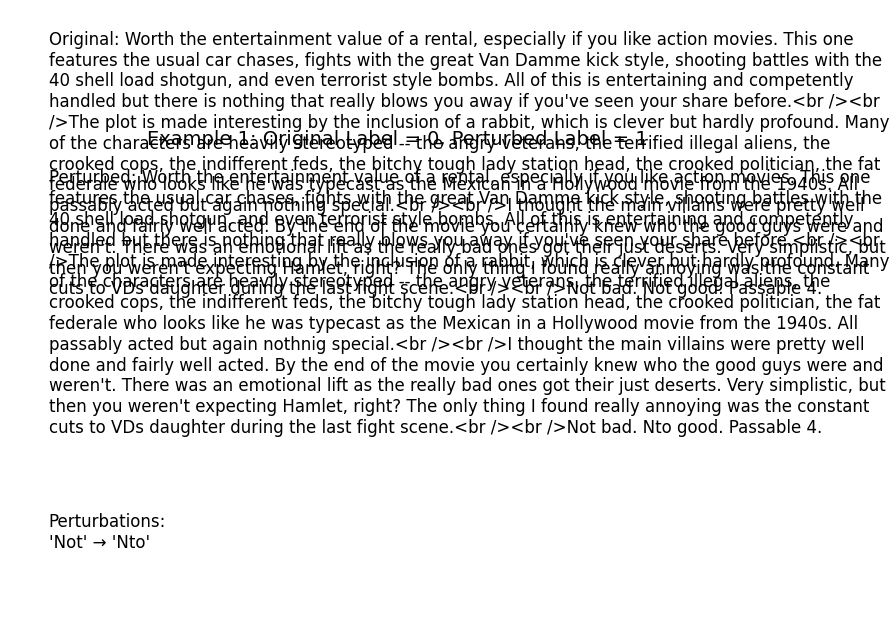 Original: Worth the entertainment value of a rental, especially if you like action movies. This one
features the usual car chases, fights with the great Van Damme kick style, shooting battles with the
40 shell load shotgun, and even terrorist style bombs. All of this is entertaining and competently
handled but there is nothing that really blows you away if you've seen your share before.<br /><br
/>The plot is made interesting by the inclusion of a rabbit, which is clever but hardly profound. Many
of the characters are heavily stereotyped -- the angry veterans, the terrified illegal aliens, the
crooked cops, the indifferent feds, the bitchy tough lady station head, the crooked politician, the fat
federale who looks like he was typecast as the Mexican in a Hollywood movie from the 1940s. All
passably acted but again nothing special.<br /><br />I thought the main villains were pretty well
done and fairly well acted. By the end of the movie you certainly knew who the good guys were and
weren't. There was an emotional lift as the really bad ones got their just deserts. Very simplistic, but
then you weren't expecting Hamlet, right? The only thing I found really annoying was the constant
cuts to VDs daughter during the last fight scene.<br /><br />Not bad. Not good. Passable 4.
Example 1: Original Label = 0, Perturbed Label = 1
Perturbed: Worth the entertainment value of a rental, especially if you like action movies. This one
features the usual car chases, fights with the great Van Damme kick style, shooting battles with the
40 shell load shotgun, and even terrorist style bombs. All of this is entertaining and competently
handled but there is nothing that really blows you away if you've seen your share before.<br /><br
/>The plot is made interesting by the inclusion of a rabbit, which is clever but hardly profound. Many
of the characters are heavily stereotyped -- the angry veterans, the terrified illegal aliens, the
crooked cops, the indifferent feds, the bitchy tough lady station head, the crooked politician, the fat
federale who looks like he was typecast as the Mexican in a Hollywood movie from the 1940s. All
passably acted but again nothnig special.<br /><br />I thought the main villains were pretty well
done and fairly well acted. By the end of the movie you certainly knew who the good guys were and
weren't. There was an emotional lift as the really bad ones got their just deserts. Very simplistic, but
then you weren't expecting Hamlet, right? The only thing I found really annoying was the constant
cuts to VDs daughter during the last fight scene.<br /><br />Not bad. Nto good. Passable 4.
Perturbations:
'Not' → 'Nto'